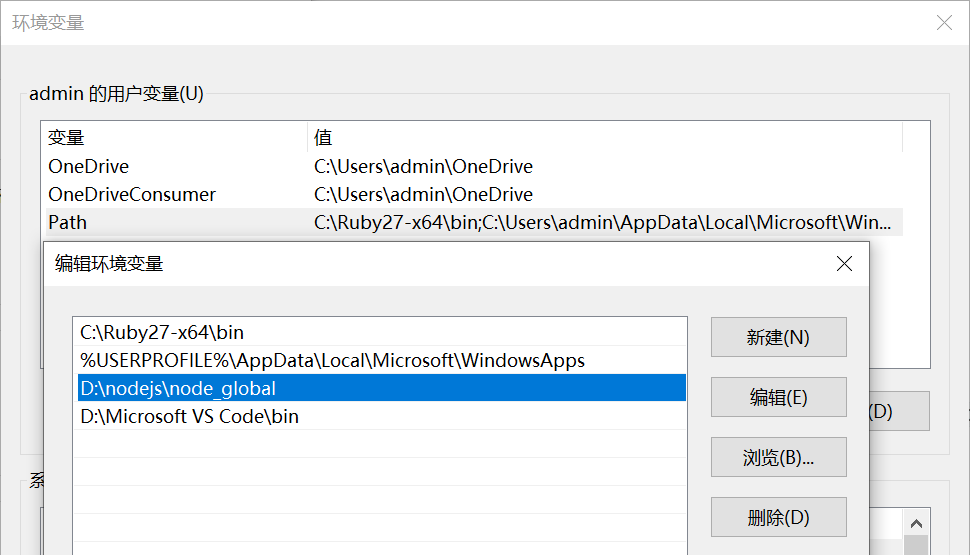 环境变量
admin 的用户变量(U)
变量 值
OneDrive C:\Users\admin\OneDrive
OneDriveConsumer C:\Users\admin\OneDrive
Path C:\Ruby27-x64\bin;C:\Users\admin\AppData\Local\Microsoft\Win...
编辑环境变量
C:\Ruby27-x64\bin
%USERPROFILE%\AppData\Local\Microsoft\WindowsApps
D:\nodejs\node_global
D:\Microsoft VS Code\bin
新建(N)
编辑(E)
浏览(B)...
删除(D)
(D)
系